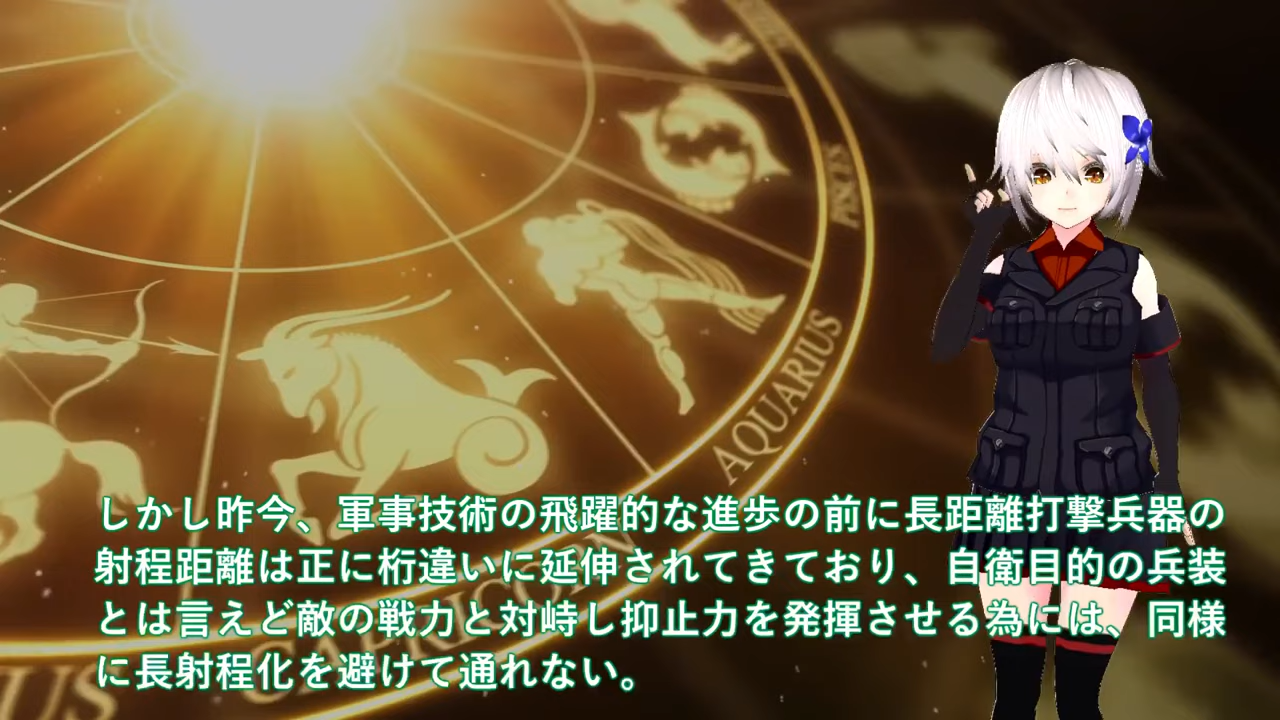 PISCES
AQUARIUS
CAPRICORN
US
しかし昨今、軍事技術の飛躍的な進歩の前に長距離打撃兵器の
射程距離は正に桁違いに延伸されてきており、自衛目的の兵装
とは言えど敵の戦力と対峙し抑止力を発揮させる為には、同様
に長射程化を避けて通れない。